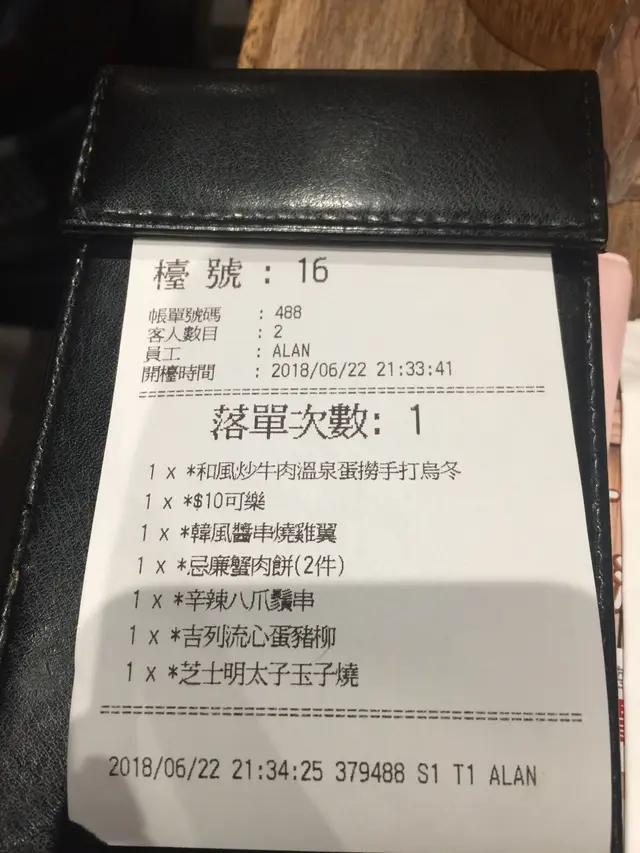 檯號 : 16
帳單號碼 : 488
客人數目 : 2
員工 : ALAN
開檯時間 : 2018/06/22 21:33:41
落單次數: 1
1 x *和風炒牛肉溫泉蛋撈手打烏冬
1 x *$10可樂
1 x *韓風醬串燒雞翼
1 x *忌廉蟹肉餅(2件)
1 x *辛辣八爪鬚串
1 x *吉列流心蛋豬柳
1 x *芝士明太子玉子燒
2018/06/22 21:34:25 379488 S1 T1 ALAN